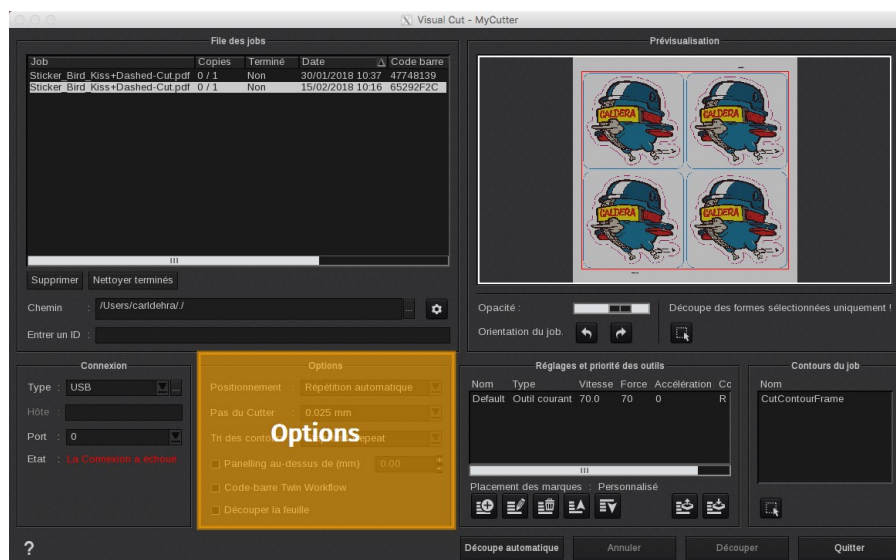 Visual Cut - MyCutter
File des jobs
Job Copies Terminé Date Code barre
Sticker_Bird_Kiss+Dashed-Cut.pdf 0 / 1 Non 30/01/2018 10:37 47748139
Sticker_Bird_Kiss+Dashed-Cut.pdf 0 / 1 Non 15/02/2018 10:16 65292F2C
Supprimer Nettoyer terminés
Chemin : /Users/carldehra/./ ...
Entrer un ID :
Prévisualisation
CALDERA CALDERA
CALDERA CALDERA
Opacité :
Découpe des formes sélectionnées uniquement !
Orientation du job.
Connexion
Type : USB ...
Hôte :
Port : 0
Etat : La Connexion a échoué
Options
Positionnement : Répétition automatique
Pas du Cutter : 0.025 mm
Tri des conto
peat
Options
Panelling au-dessus de (mm) 0.00
Code-barre Twin Workflow
Découper la feuille
Réglages et priorité des outils
Nom Type Vitesse Force Accélération Cc
Default Outil courant 70.0 70 0 R
Placement des marques : Personnalisé
Contours du job
Nom
CutContourFrame
?
Découpe automatique Annuler Découper Quitter